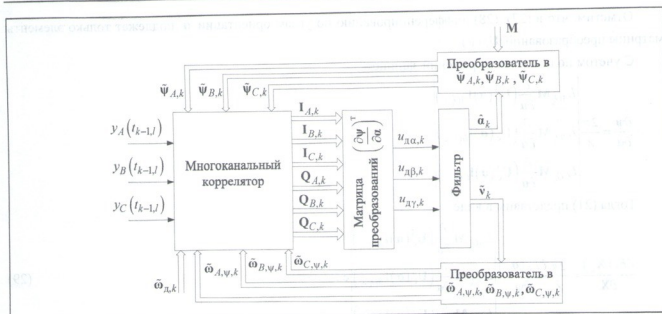 M
Преобразователь в
Ψ̃_{A,k}, Ψ̃_{B,k}, Ψ̃_{C,k}
Ψ̃_{A,k} Ψ̃_{B,k} Ψ̃_{C,k}
α̂_k
y_A(t_{k-1,l})
y_B(t_{k-1,l})
y_C(t_{k-1,l})
Многоканальный
коррелятор
I_{A,k}
I_{B,k}
I_{C,k}
Q_{A,k}
Q_{B,k}
Q_{C,k}
Матрица
преобразований (∂ψ/∂α)^T
u_{дα,k}
u_{дβ,k}
u_{дγ,k}
Фильтр
ṽ_k
ω̃_{д,k}
ω̃_{A,ψ,k} ω̃_{B,ψ,k} ω̃_{C,ψ,k}
Преобразователь в
ω̃_{A,ψ,k}, ω̃_{B,ψ,k}, ω̃_{C,ψ,k}